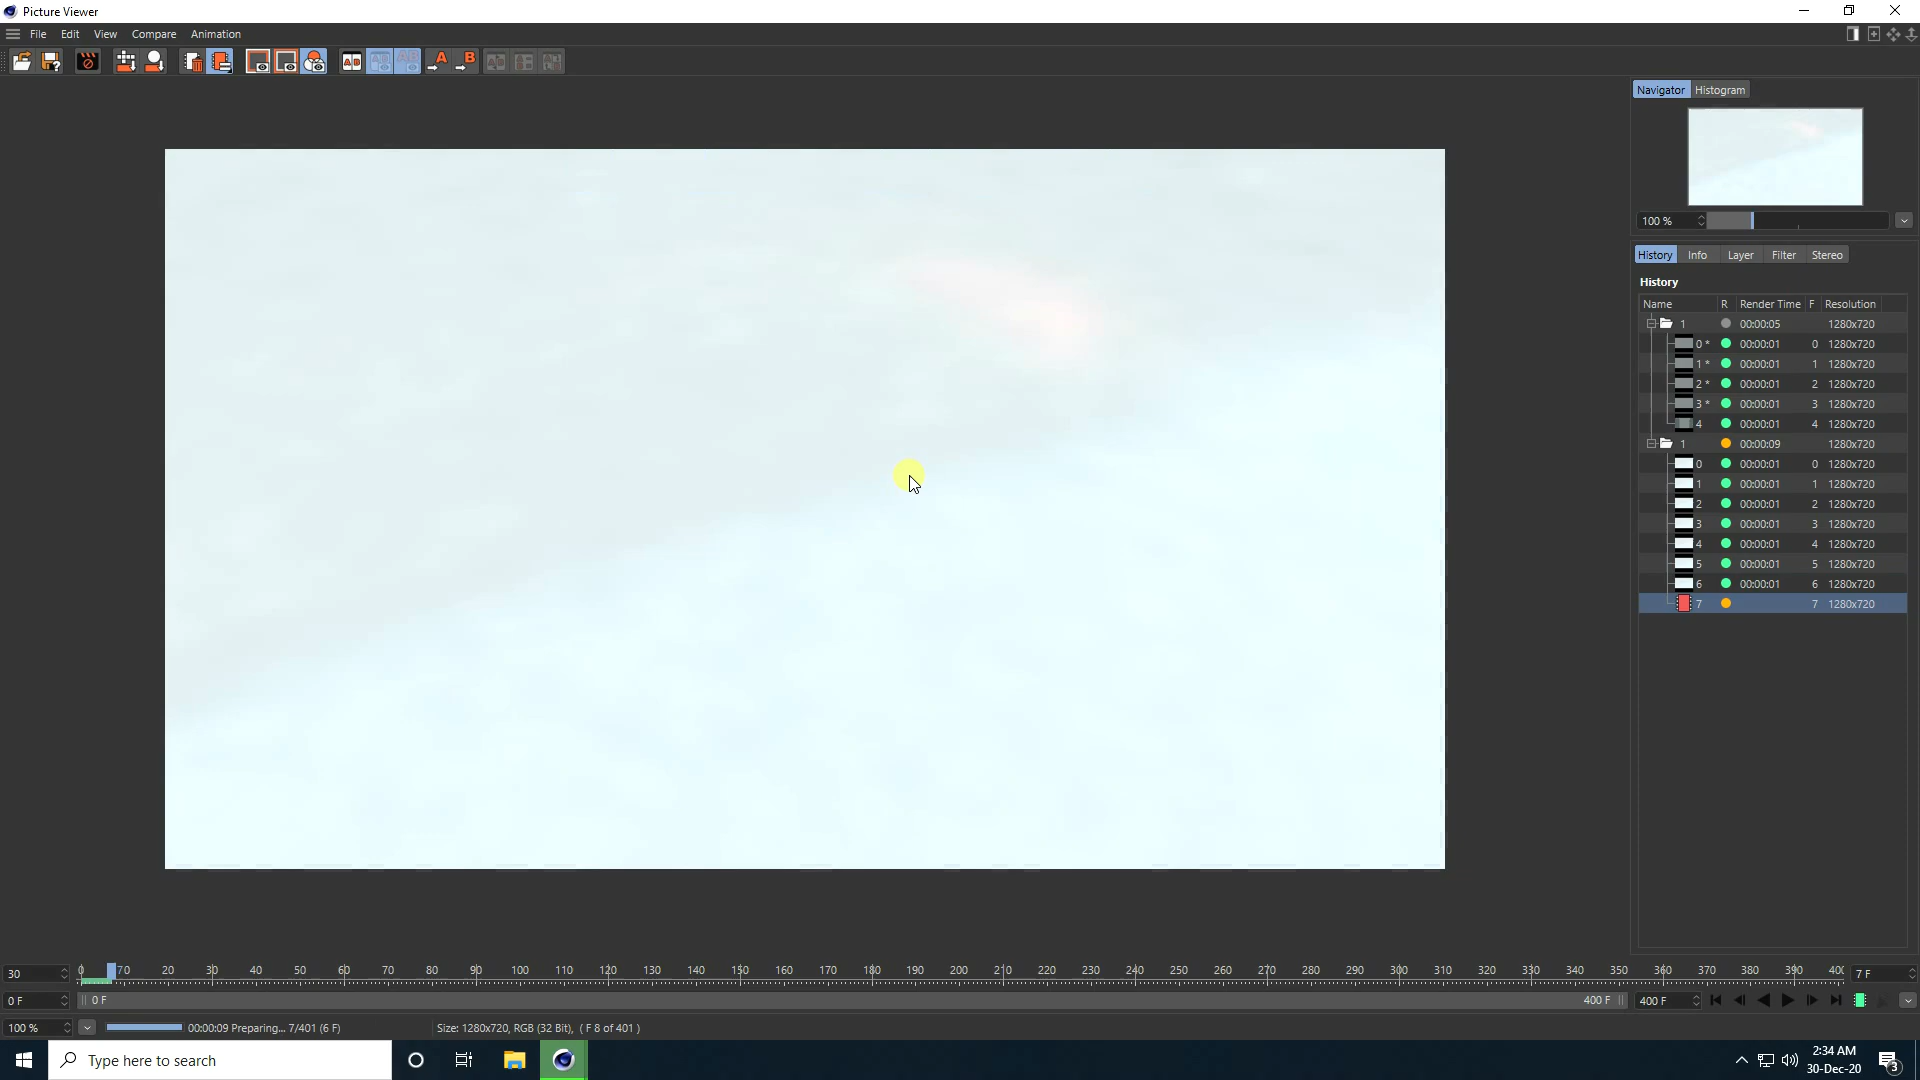 Picture Viewer
File Edit View Compare Animation
Navigator Histogram
100 %
History Info Layer Filter Stereo
History
Name R Render Time F Resolution
1 00:00:05 1280x720
0 * 00:00:01 0 1280x720
1 * 00:00:01 1 1280x720
2 * 00:00:01 2 1280x720
3 * 00:00:01 3 1280x720
4 00:00:01 4 1280x720
1 00:00:09 1280x720
0 00:00:01 0 1280x720
1 00:00:01 1 1280x720
2 00:00:01 2 1280x720
3 00:00:01 3 1280x720
4 00:00:01 4 1280x720
5 00:00:01 5 1280x720
6 00:00:01 6 1280x720
7 7 1280x720
30 0 70 20 30 40 50 60 70 80 90 100 110 120 130 140 150 160 170 180 190 200 210 220 230 240 250 260 270 280 290 300 310 320 330 340 350 360 370 380 390 40 7 F
0 F 0 F 400 F 400 F
100 % 00:00:09 Preparing... 7/401 (6 F) Size: 1280x720, RGB (32 Bit), ( F 8 of 401 )
Type here to search
2:34 AM
30-Dec-20
3